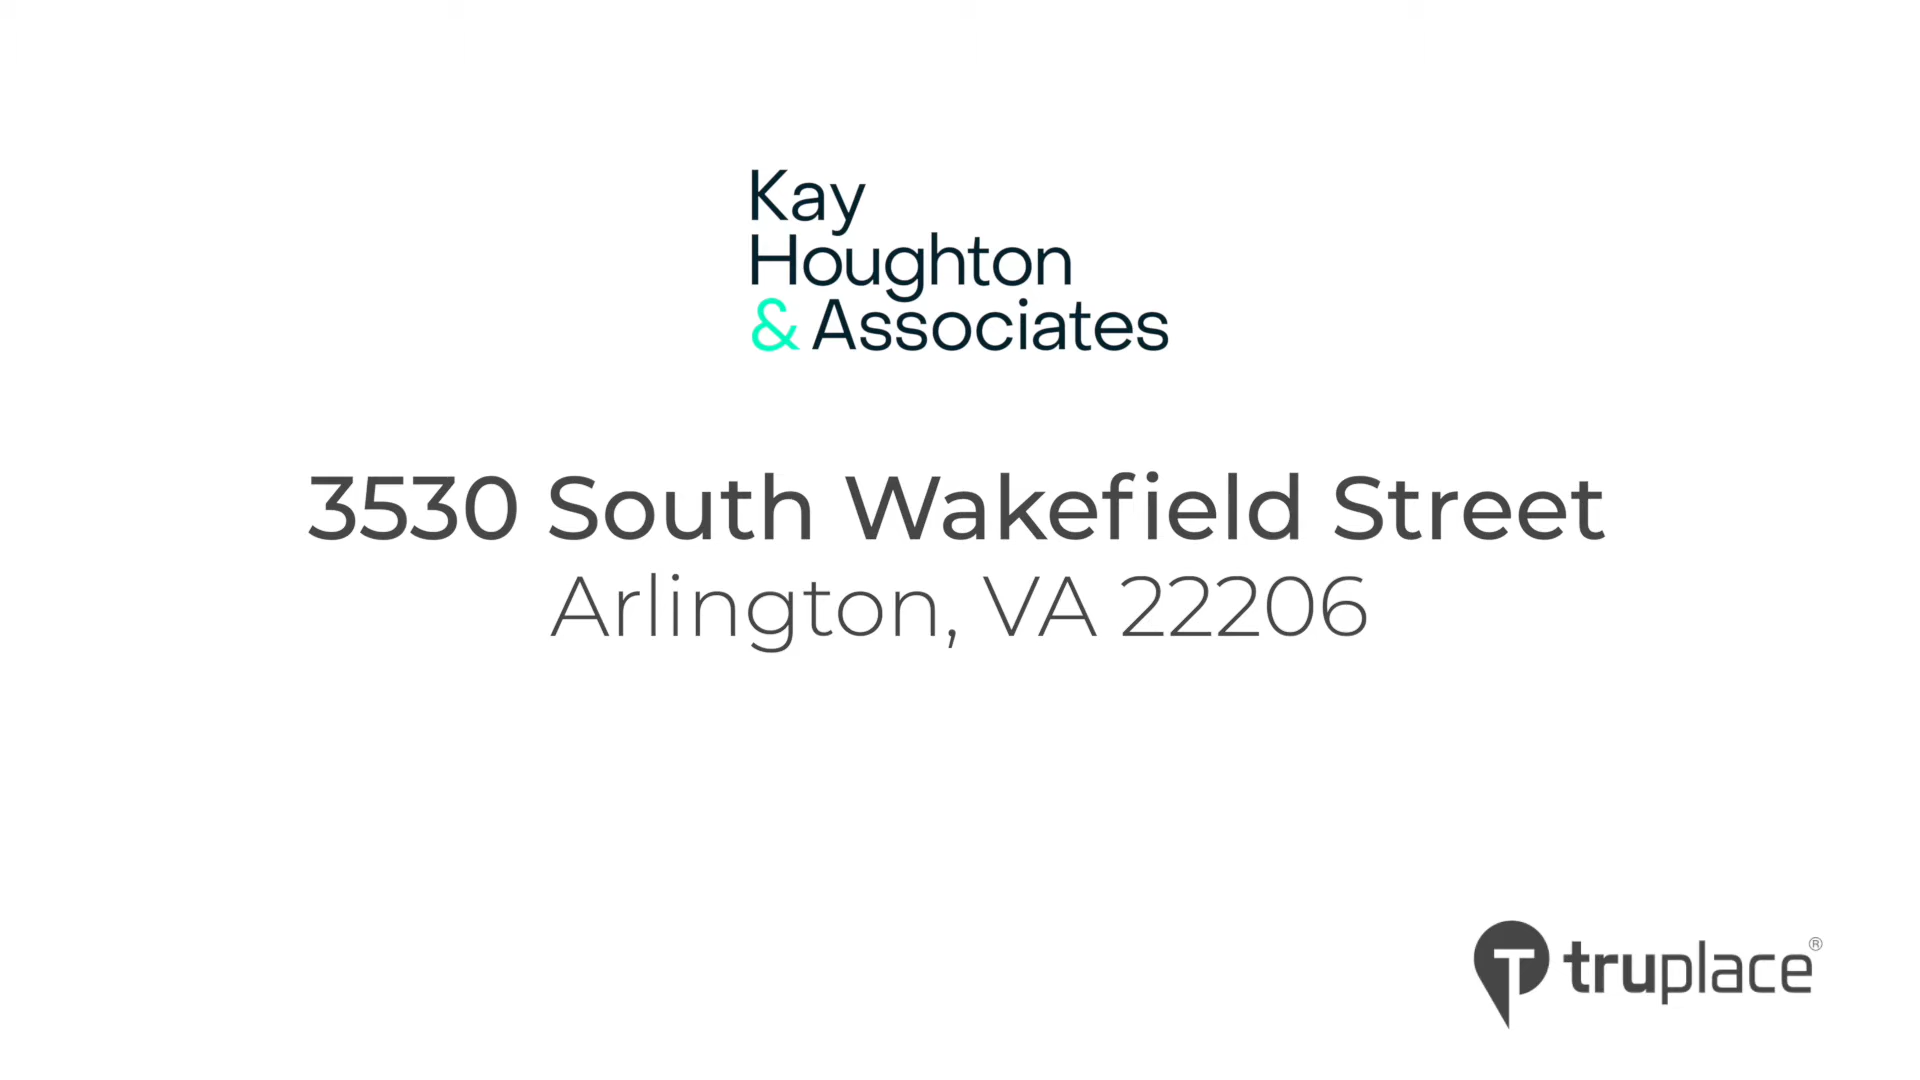 Kay
Houghton
& Associates
3530 South Wakefield Street
Arlington, VA 22206
truplace®